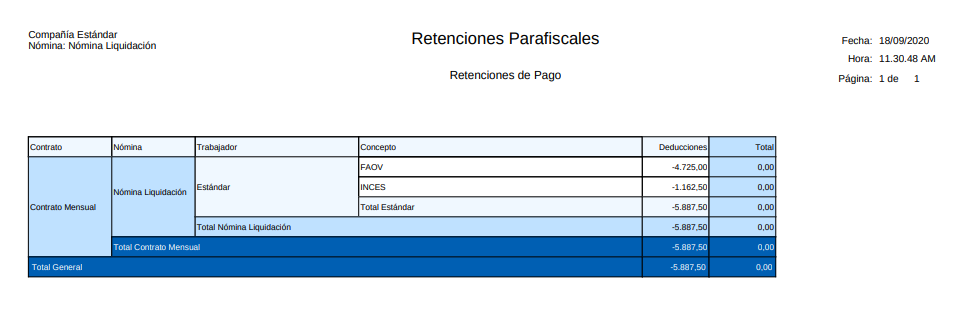 Compañía Estándar
Nómina: Nómina Liquidación
Retenciones Parafiscales
Retenciones de Pago
Fecha: 18/09/2020
Hora: 11.30.48 AM
Página: 1 de 1
Contrato Nómina Trabajador Concepto Deducciones Total
FAOV -4.725,00 0,00
Contrato Mensual Nómina Liquidación Estándar INCES -1.162,50 0,00
Total Estándar -5.887,50 0,00
Total Nómina Liquidación -5.887,50 0,00
Total Contrato Mensual -5.887,50 0,00
Total General -5.887,50 0,00